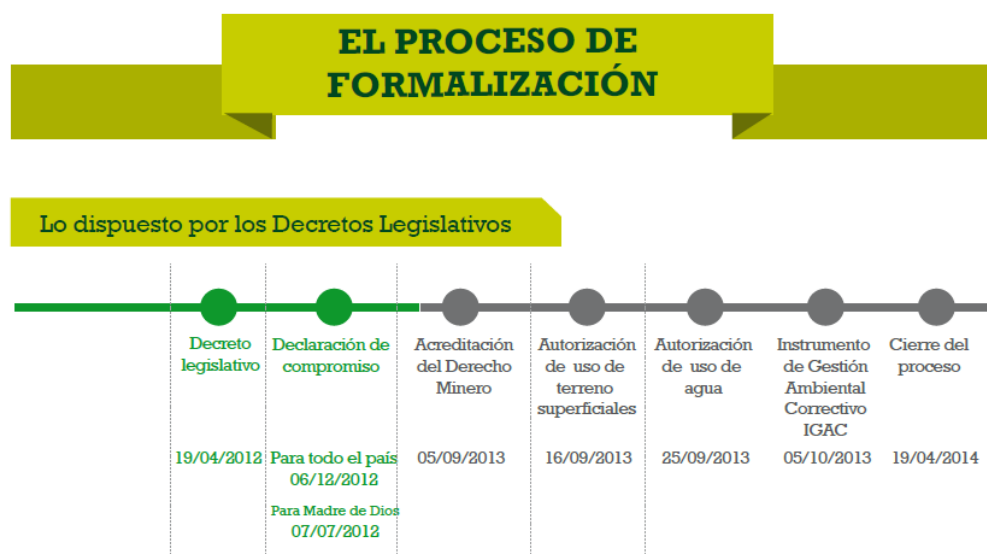 EL PROCESO DE
FORMALIZACIÓN
Lo dispuesto por los Decretos Legislativos
Decreto
legislativo
19/04/2012
Declaración de
compromiso
Para todo el país
06/12/2012
Para Madre de Dios
07/07/2012
Acreditación
del Derecho
Minero
05/09/2013
Autorización
de uso de
terreno
superficiales
16/09/2013
Autorización
de uso de
agua
25/09/2013
Instrumento
de Gestión
Ambiental
Correctivo
IGAC
05/10/2013
Cierre del
proceso
19/04/2014